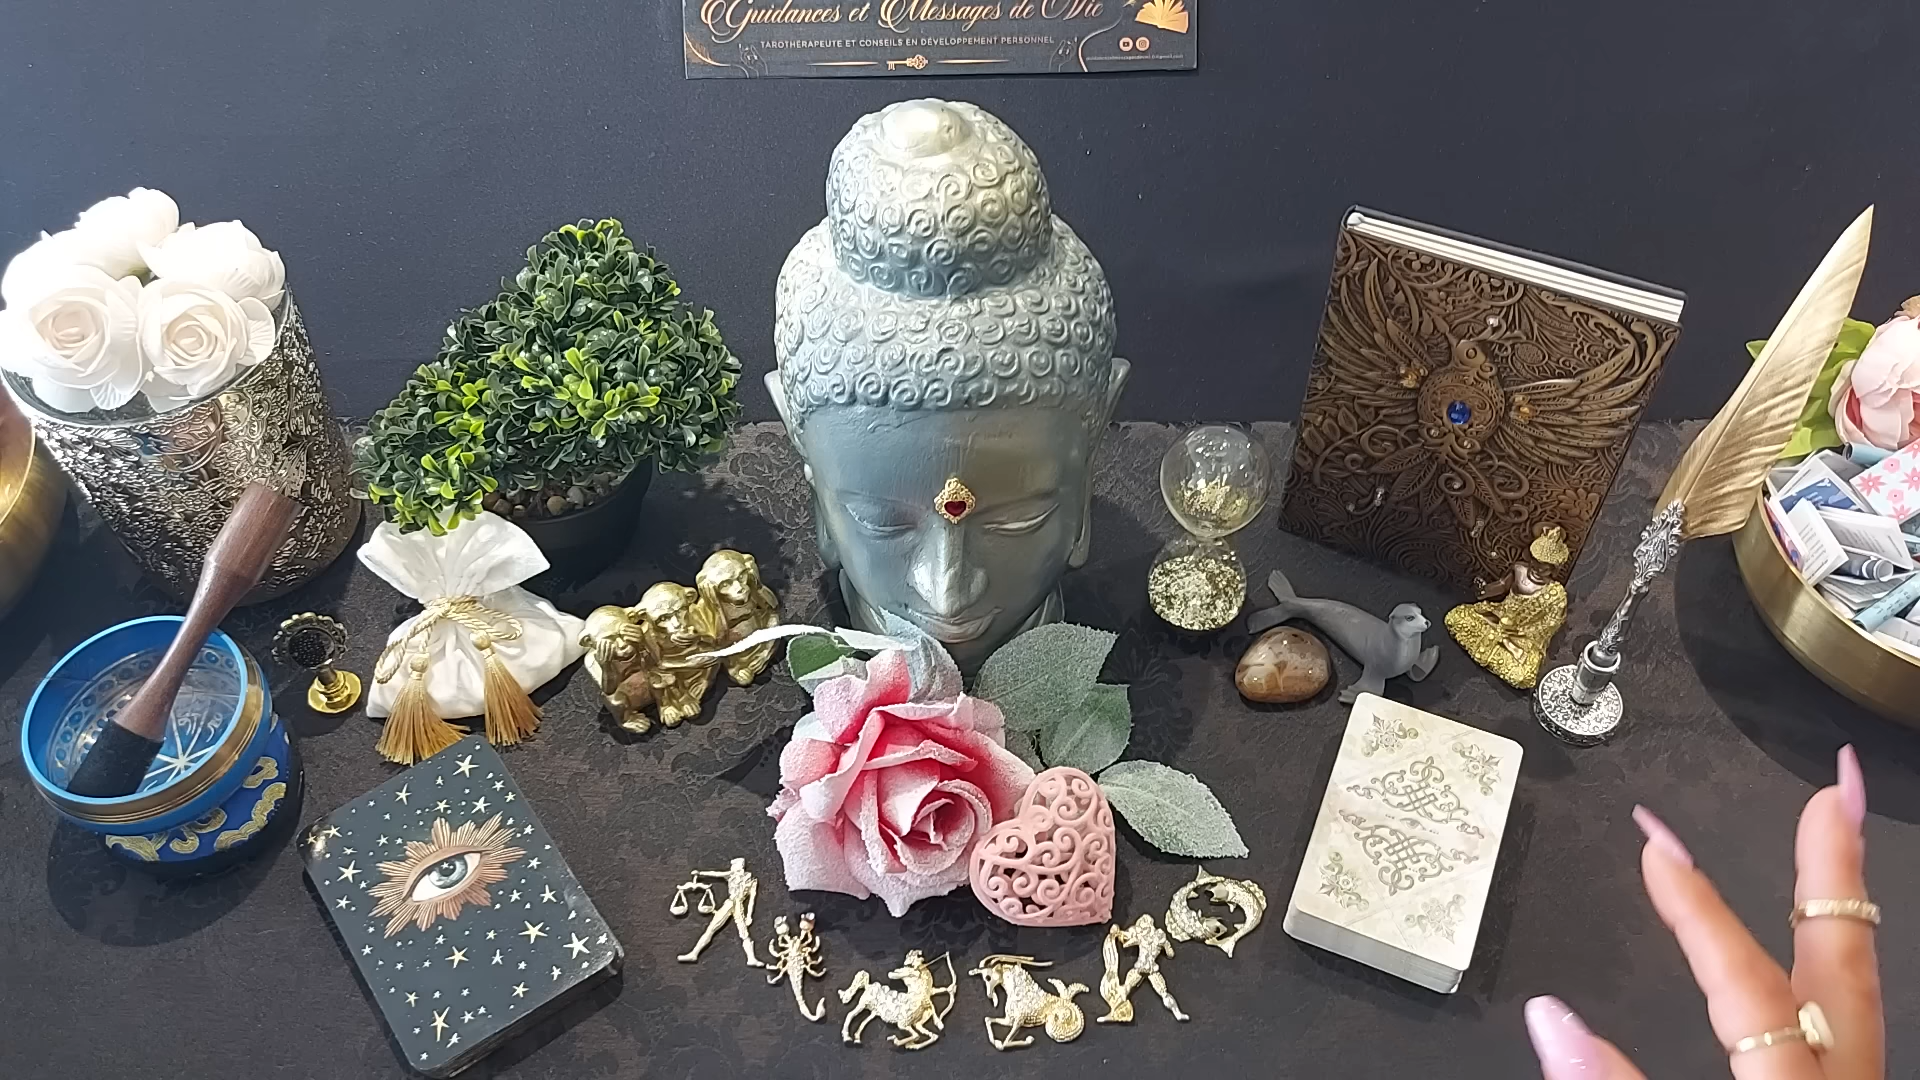 Guidances et Messages de Vie
TAROTHÉRAPEUTE ET CONSEILS EN DÉVELOPPEMENT PERSONNEL